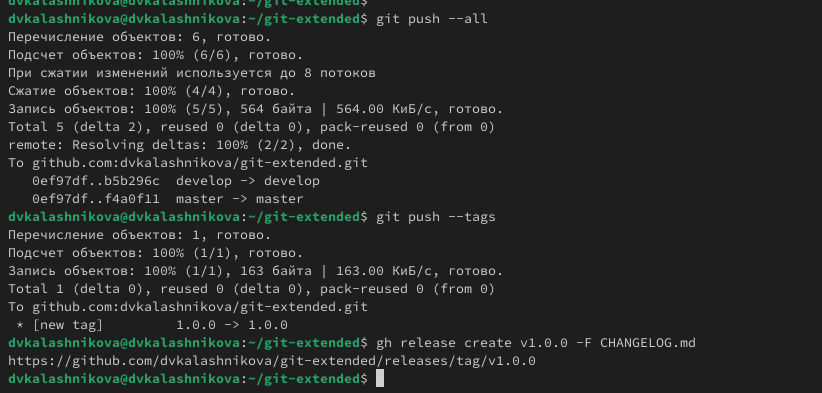 dvkalashnikova@dvkalashnikova:~/git-extended$
dvkalashnikova@dvkalashnikova:~/git-extended$ git push --all
Перечисление объектов: 6, готово.
Подсчет объектов: 100% (6/6), готово.
При сжатии изменений используется до 8 потоков
Сжатие объектов: 100% (4/4), готово.
Запись объектов: 100% (5/5), 564 байта | 564.00 КиБ/с, готово.
Total 5 (delta 2), reused 0 (delta 0), pack-reused 0 (from 0)
remote: Resolving deltas: 100% (2/2), done.
To github.com:dvkalashnikova/git-extended.git
   0ef97df..b5b296c  develop -> develop
   0ef97df..f4a0f11  master -> master
dvkalashnikova@dvkalashnikova:~/git-extended$ git push --tags
Перечисление объектов: 1, готово.
Подсчет объектов: 100% (1/1), готово.
Запись объектов: 100% (1/1), 163 байта | 163.00 КиБ/с, готово.
Total 1 (delta 0), reused 0 (delta 0), pack-reused 0 (from 0)
To github.com:dvkalashnikova/git-extended.git
 * [new tag]         1.0.0 -> 1.0.0
dvkalashnikova@dvkalashnikova:~/git-extended$ gh release create v1.0.0 -F CHANGELOG.md
https://github.com/dvkalashnikova/git-extended/releases/tag/v1.0.0
dvkalashnikova@dvkalashnikova:~/git-extended$